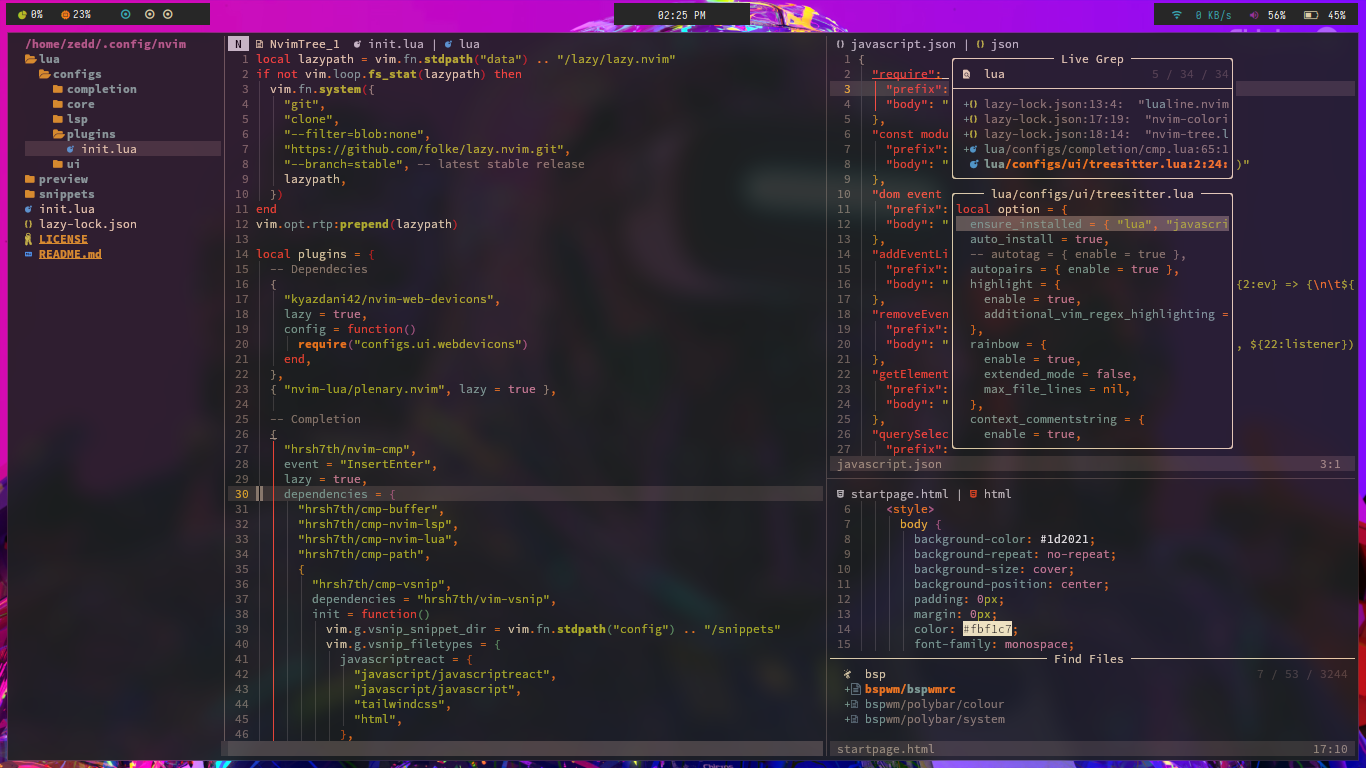 0%
23%
02:25 PM
0 KB/s
56%
45%
/home/zedd/.config/nvim
lua
configs
completion
core
lsp
plugins
init.lua
ui
preview
snippets
init.lua
lazy-lock.json
LICENSE
README.md
N NvimTree_1 init.lua | lua
1 local lazypath = vim.fn.stdpath("data") .. "/lazy/lazy.nvim"
2 if not vim.loop.fs_stat(lazypath) then
3 vim.fn.system({
4 "git",
5 "clone",
6 "--filter=blob:none",
7 "https://github.com/folke/lazy.nvim.git",
8 "--branch=stable", -- latest stable release
9 lazypath,
10 })
11 end
12 vim.opt.rtp:prepend(lazypath)
13
14 local plugins = {
15 -- Dependecies
16 {
17 "kyazdani42/nvim-web-devicons",
18 lazy = true,
19 config = function()
20 require("configs.ui.webdevicons")
21 end,
22 },
23 { "nvim-lua/plenary.nvim", lazy = true },
24
25 -- Completion
26 {
27 "hrsh7th/nvim-cmp",
28 event = "InsertEnter",
29 lazy = true,
30 dependencies = {
31 "hrsh7th/cmp-buffer",
32 "hrsh7th/cmp-nvim-lsp",
33 "hrsh7th/cmp-nvim-lua",
34 "hrsh7th/cmp-path",
35 {
36 "hrsh7th/cmp-vsnip",
37 dependencies = "hrsh7th/vim-vsnip",
38 init = function()
39 vim.g.vsnip_snippet_dir = vim.fn.stdpath("config") .. "/snippets"
40 vim.g.vsnip_filetypes = {
41 javascriptreact = {
42 "javascript/javascriptreact",
43 "javascript/javascript",
44 "tailwindcss",
45 "html",
46 },
{} javascript.json | {} json
1 {
2 "require":
3 "prefix":
4 "body": "
5 },
6 "const modu
7 "prefix":
8 "body": " )"
9 },
10 "dom event
11 "prefix":
12 "body": "
13 },
14 "addEventLi
15 "prefix":
16 "body": " {2:ev} => {\n\t${
17 },
18 "removeEven
19 "prefix":
20 "body": " , ${22:listener})
21 },
22 "getElement
23 "prefix":
24 "body": "
25 },
26 "querySelec
27 "prefix":
javascript.json 3:1
Live Grep
lua 5 / 34 / 34
+{} lazy-lock.json:13:4: "lualine.nvim
+{} lazy-lock.json:17:19: "nvim-colori
+{} lazy-lock.json:18:14: "nvim-tree.l
+ lua/configs/completion/cmp.lua:65:1
lua/configs/ui/treesitter.lua:2:24:
lua/configs/ui/treesitter.lua
local option = {
ensure_installed = { "lua", "javascri
auto_install = true,
-- autotag = { enable = true },
autopairs = { enable = true },
highlight = {
enable = true,
additional_vim_regex_highlighting =
},
rainbow = {
enable = true,
extended_mode = false,
max_file_lines = nil,
},
context_commentstring = {
enable = true,
startpage.html | html
6 <style>
7 body {
8 background-color: #1d2021;
9 background-repeat: no-repeat;
10 background-size: cover;
11 background-position: center;
12 padding: 0px;
13 margin: 0px;
14 color: #fbf1c7;
15 font-family: monospace;
Find Files
bsp 7 / 53 / 3244
+ bspwm/bspwmrc
+ bspwm/polybar/colour
+ bspwm/polybar/system
startpage.html 17:10